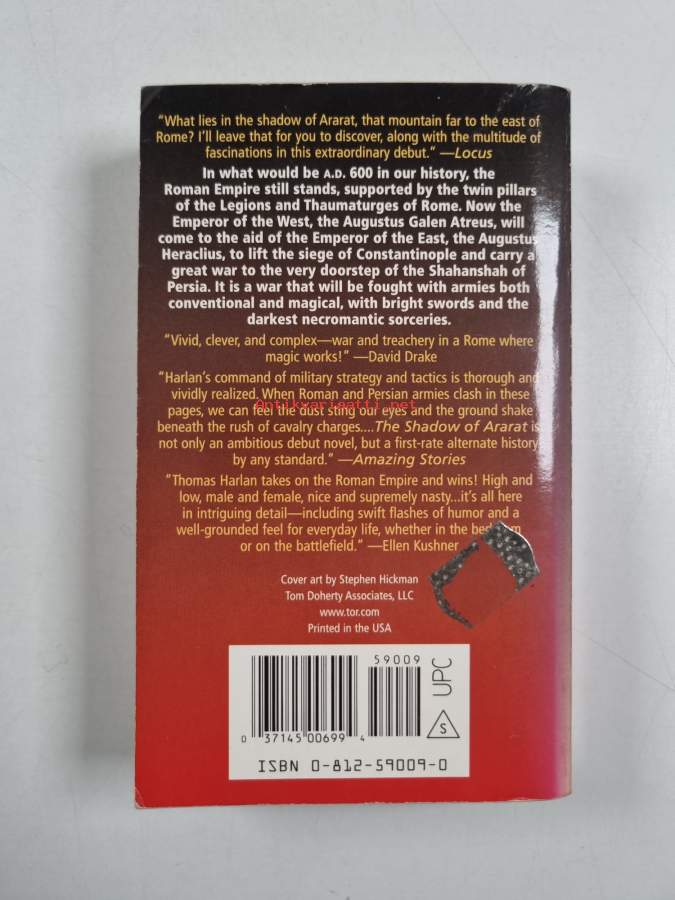 “What lies in the shadow of Ararat, that mountain far to the east of
Rome? I’ll leave that for you to discover, along with the multitude of
fascinations in this extraordinary debut.” —Locus
In what would be A.D. 600 in our history, the
Roman Empire still stands, supported by the twin pillars
of the Legions and Thaumaturges of Rome. Now the
Emperor of the West, the Augustus Galen Atreus, will
come to the aid of the Emperor of the East, the Augustus
Heraclius, to lift the siege of Constantinople and carry a
great war to the very doorstep of the Shahanshah of
Persia. It is a war that will be fought with armies both
conventional and magical, with bright swords and the
darkest necromantic sorceries.
“Vivid, clever, and complex—war and treachery in a Rome where
magic works!” —David Drake
“Harlan’s command of military strategy and tactics is thorough and
vividly realized. When Roman and Persian armies clash in these
Antikvariaatti.net
pages, we can feel the dust sting our eyes and the ground shake
beneath the rush of cavalry charges....The Shadow of Ararat is
not only an ambitious debut novel, but a first-rate alternate history
by any standard.” —Amazing Stories
“Thomas Harlan takes on the Roman Empire and wins! High and
low, male and female, nice and supremely nasty...it’s all here
in intriguing detail—including swift flashes of humor and a
well-grounded feel for everyday life, whether in the
or on the battlefield.” —Ellen Kushner
Cover art by Stephen Hickman
Tom Doherty Associates, LLC
www.tor.com
Printed in the USA
59009
UPC
S
0 37145 00699 4
ISBN 0-812-59009-0